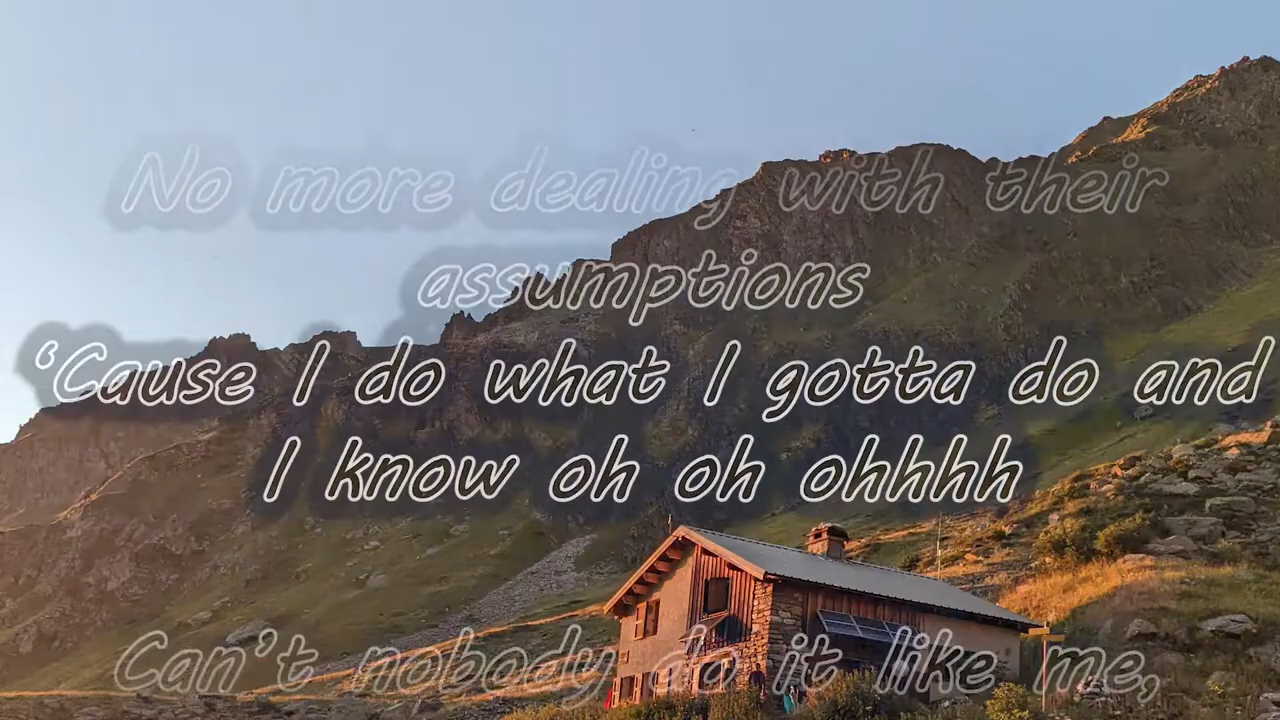 No more dealing with their
assumptions
‘Cause I do what I gotta do and
I know oh oh ohhhh
Can’t nobody do it like me,